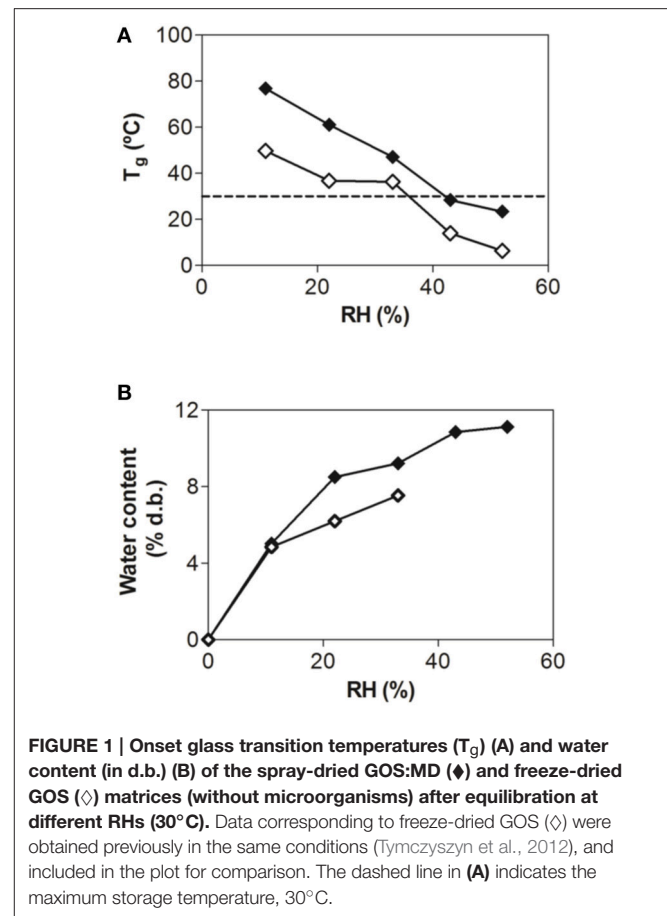 A
100
80
60
40
20
0
Tg (ºC)
0 20 40 60
RH (%)
B
12
8
4
0
Water content
(% d.b.)
0 20 40 60
RH (%)
FIGURE 1 | Onset glass transition temperatures (Tg) (A) and water
content (in d.b.) (B) of the spray-dried GOS:MD (♦) and freeze-dried
GOS (◇) matrices (without microorganisms) after equilibration at
different RHs (30°C). Data corresponding to freeze-dried GOS (◇) were
obtained previously in the same conditions (Tymczyszyn et al., 2012), and
included in the plot for comparison. The dashed line in (A) indicates the
maximum storage temperature, 30°C.